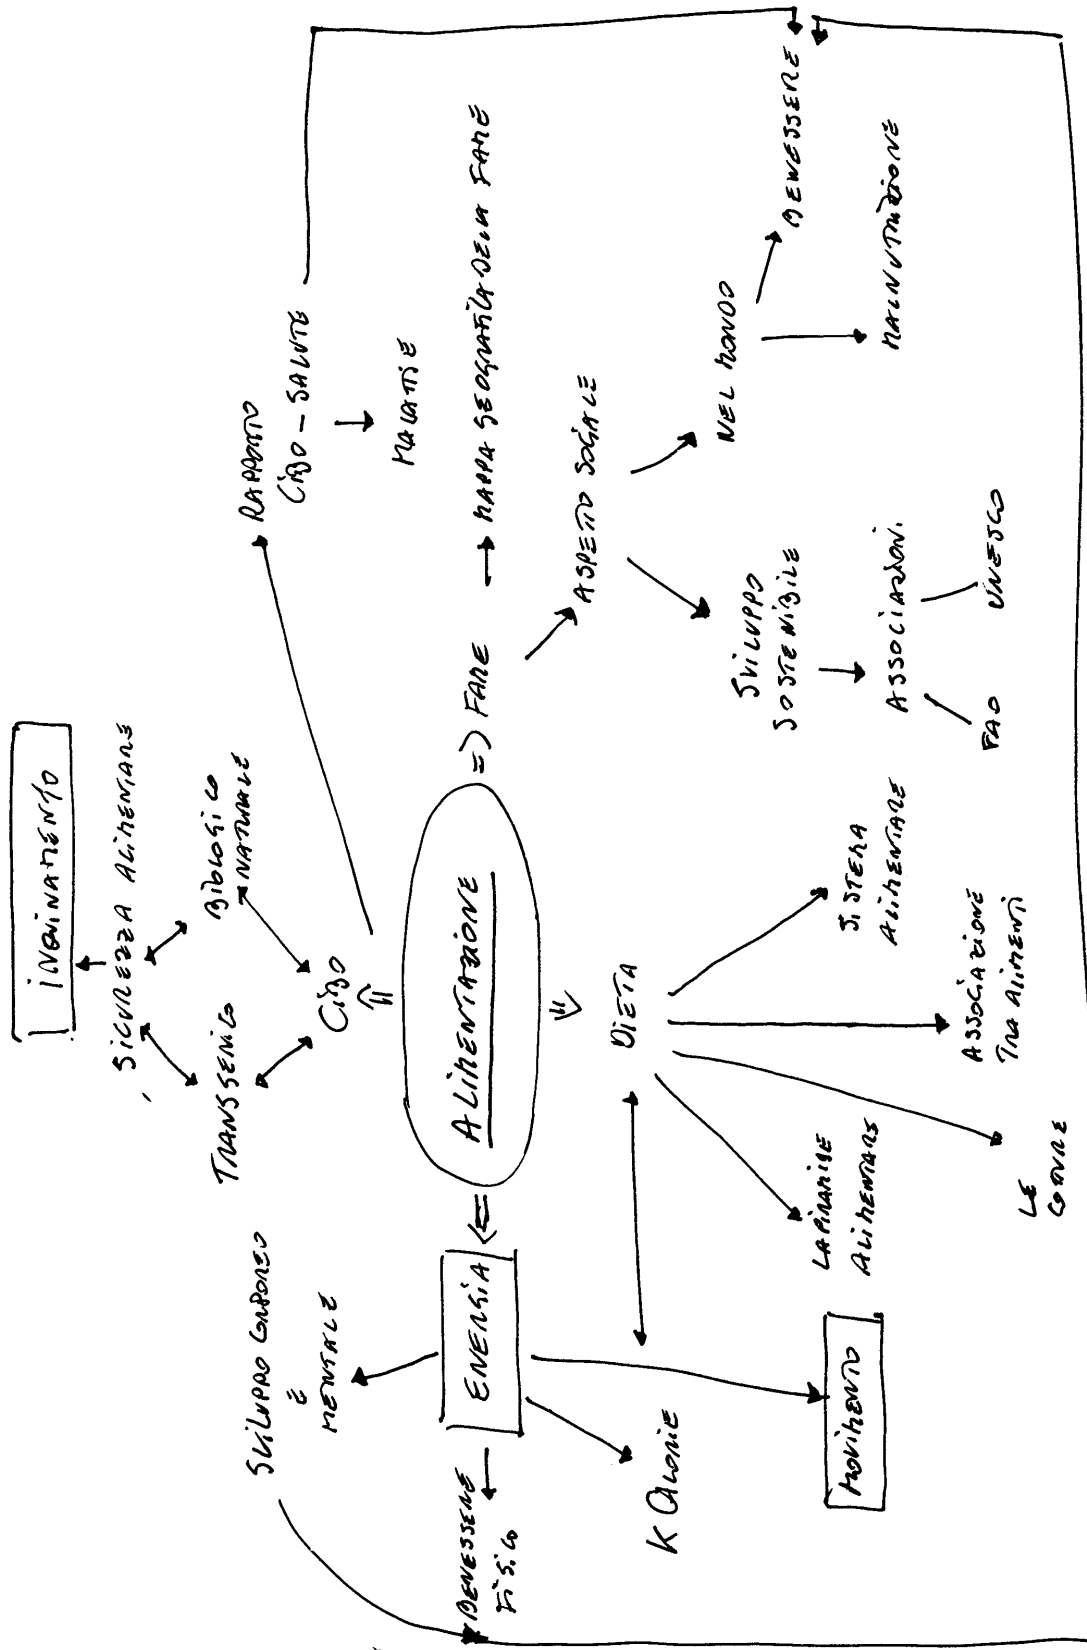 INQUINAMENTO
SICUREZZA ALIMENTARE
TRANSGENICO
BIOLOGICO
NATURALE
CIBO
RAPPORTO
CIBO - SALUTE
MALATTIE
SVILUPPO CORPOREO
E
MENTALE
BENESSERE
FISICO
ENERGIA
ALIMENTAZIONE
FAME
MAPPA GEOGRAFICA DELLA FAME
ASPETTO SOCIALE
K CALORIE
MOVIMENTO
DIETA
LA PIRAMIDE
ALIMENTARE
LE
COTTURE
ASSOCIAZIONE
TRA ALIMENTI
SISTEMA
ALIMENTARE
SVILUPPO
SOSTENIBILE
ASSOCIAZIONI
FAO
UNESCO
NEL MONDO
BENESSERE
MALNUTRIZIONE